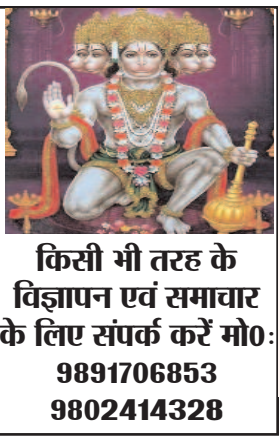 किसी भी तरह के
विज्ञापन एवं समाचार
के लिए संपर्क करें मो0ः
9891706853
9802414328